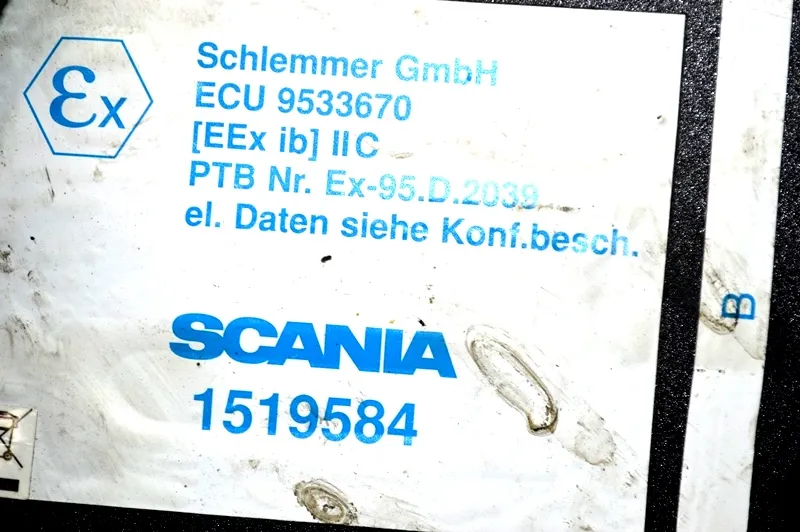 εx
Schlemmer GmbH
ECU 9533670
[EEx ib] IIC
PTB Nr. Ex-95.D.2039
el. Daten siehe Konf.besch.
SCANIA
1519584
B